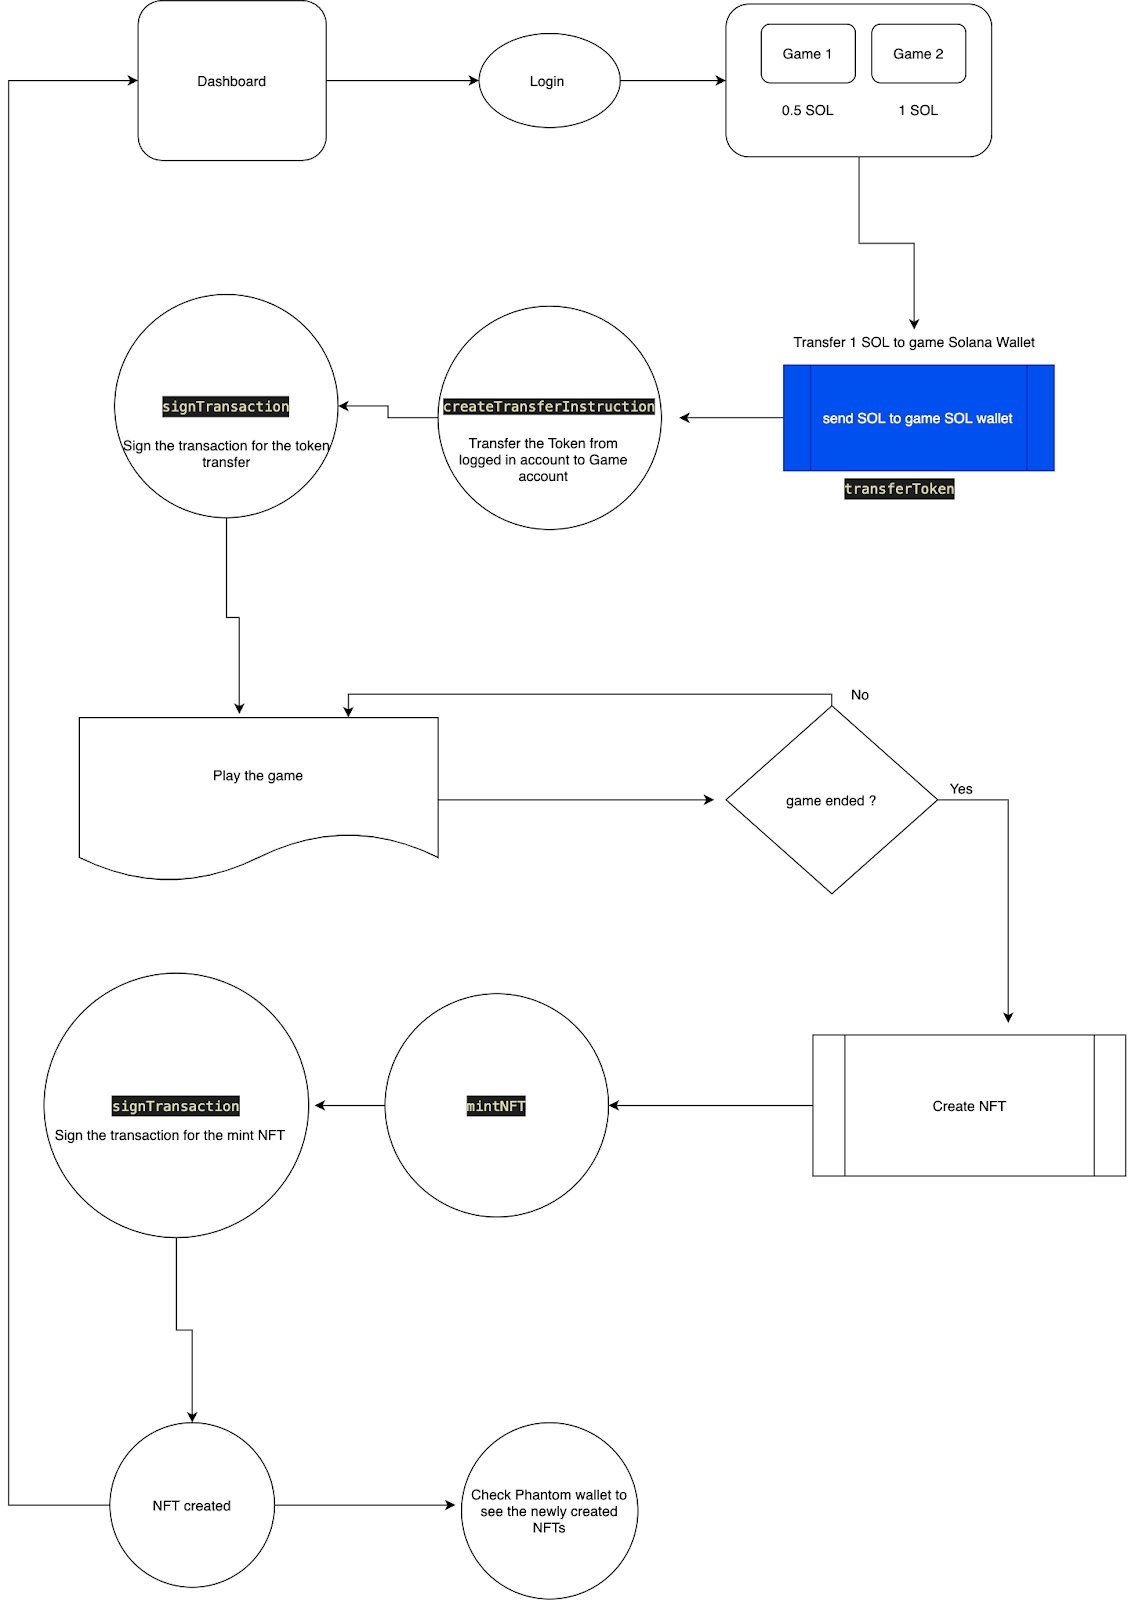 Dashboard
Login
Game 1
Game 2
0.5 SOL
1 SOL
Transfer 1 SOL to game Solana Wallet
send SOL to game SOL wallet
transferToken
createTransferInstruction
Transfer the Token from
logged in account to Game
account
signTransaction
Sign the transaction for the token
transfer
Play the game
No
game ended ?
Yes
Create NFT
mintNFT
signTransaction
Sign the transaction for the mint NFT
NFT created
Check Phantom wallet to
see the newly created
NFTs